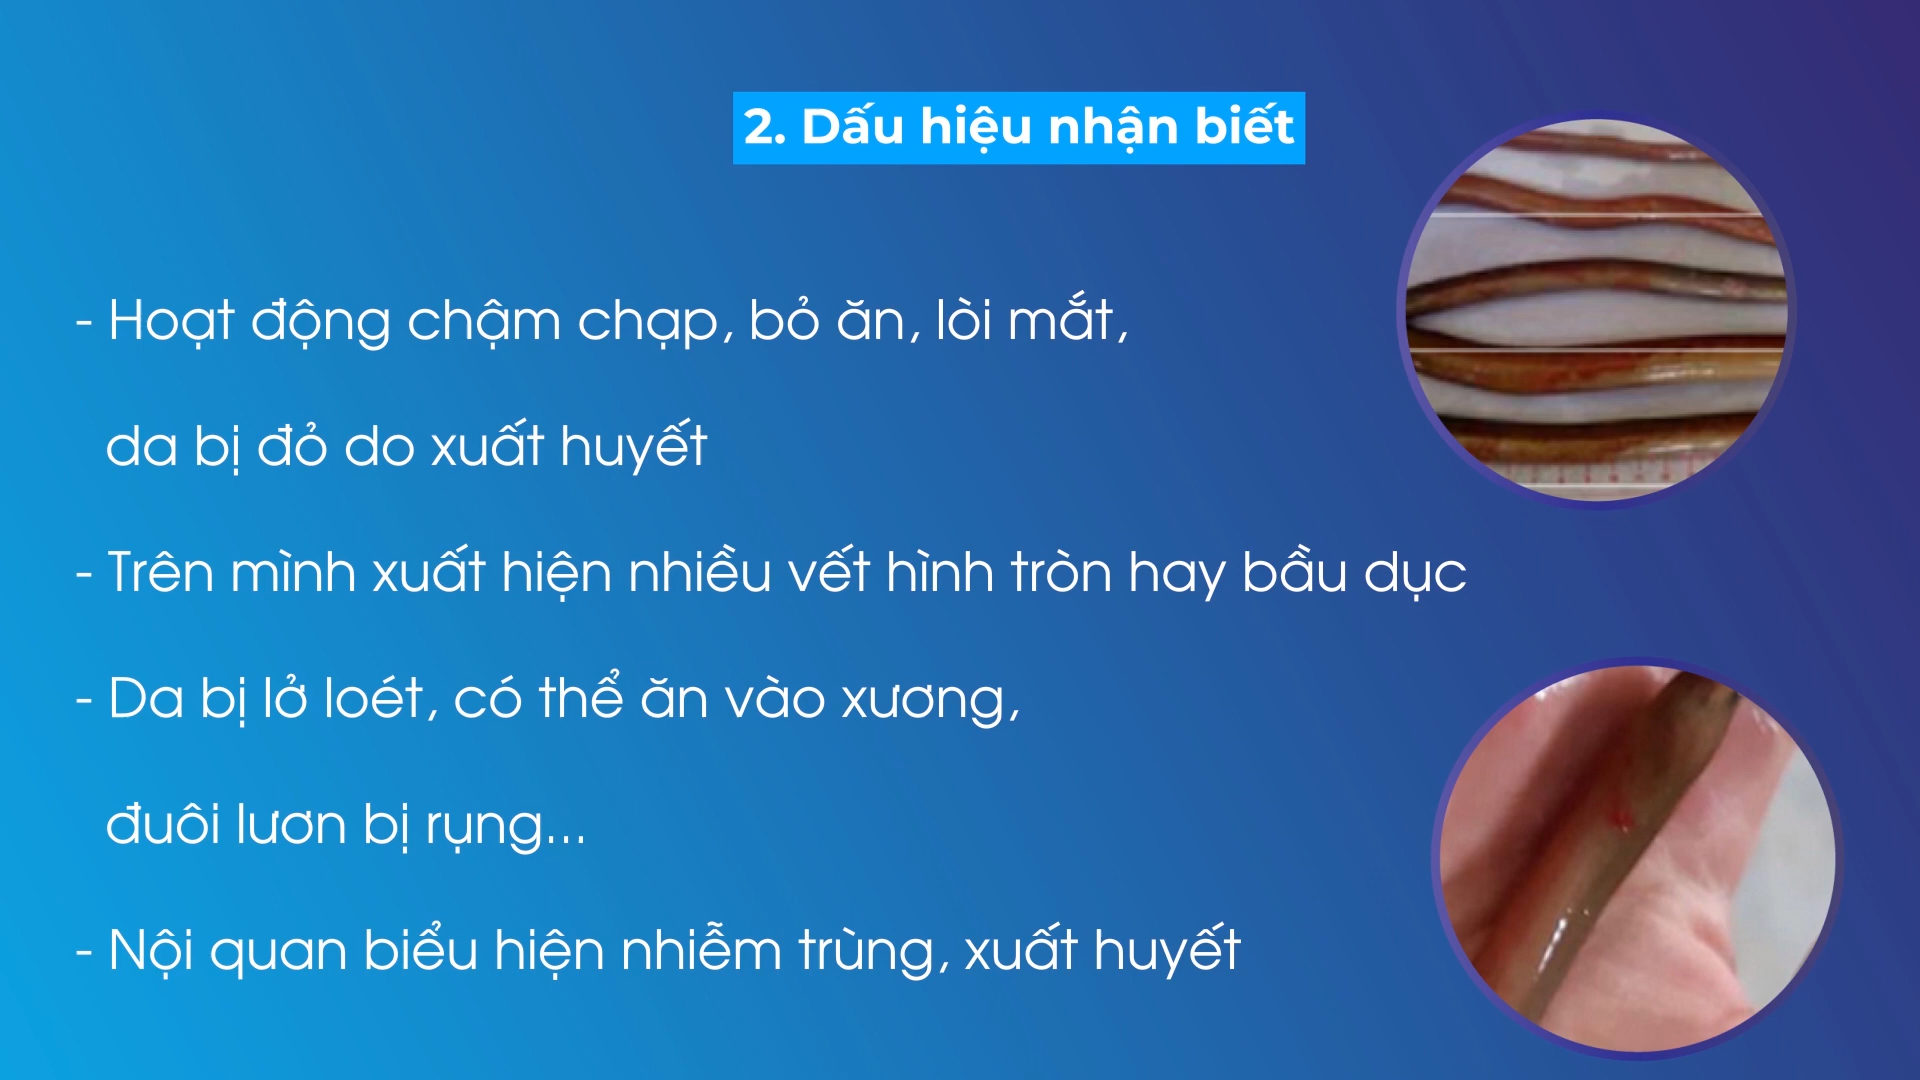 2. Dấu hiệu nhận biết
- Hoạt động chậm chạp, bỏ ăn, lòi mắt,
da bị đỏ do xuất huyết
- Trên mình xuất hiện nhiều vết hình tròn hay bầu dục
- Da bị lở loét, có thể ăn vào xương,
đuôi lươn bị rụng...
- Nội quan biểu hiện nhiễm trùng, xuất huyết